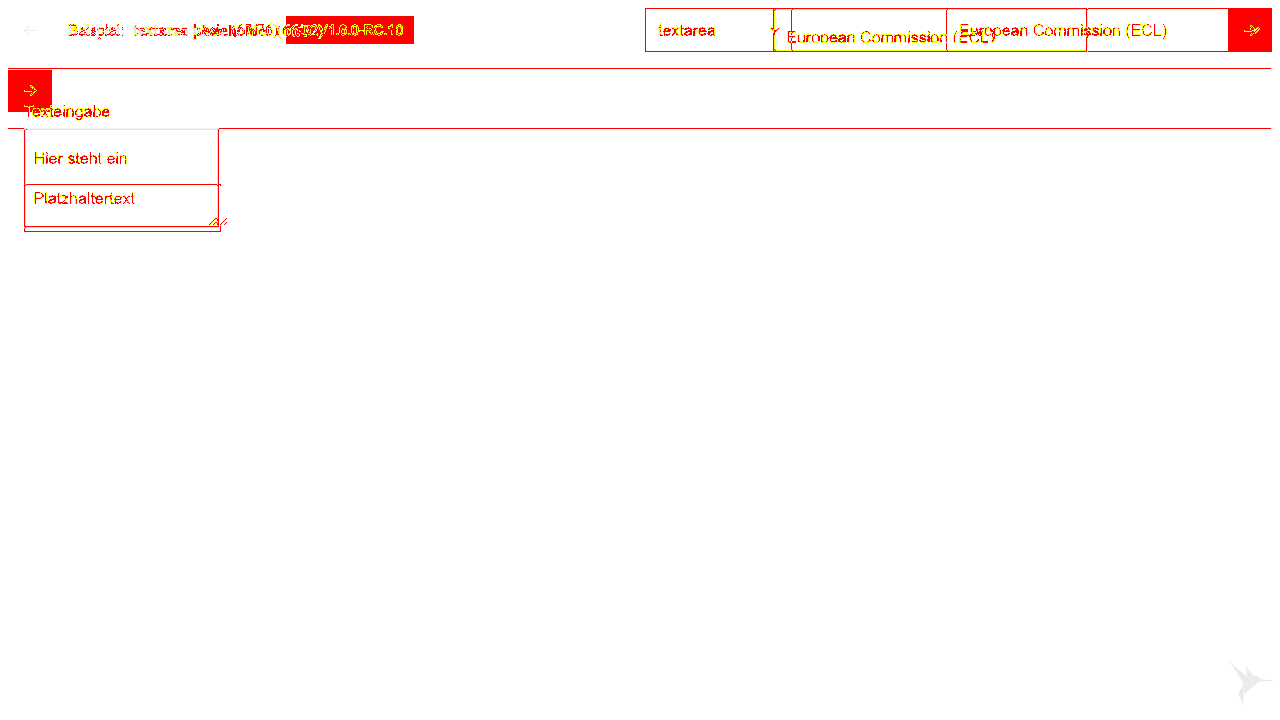 Beispiel: textarea 1.0.0-RC.10
textarea
European Commission (ECL)
European Commission (ECL)
Texteingabe
Hier steht ein
Platzhaltertext